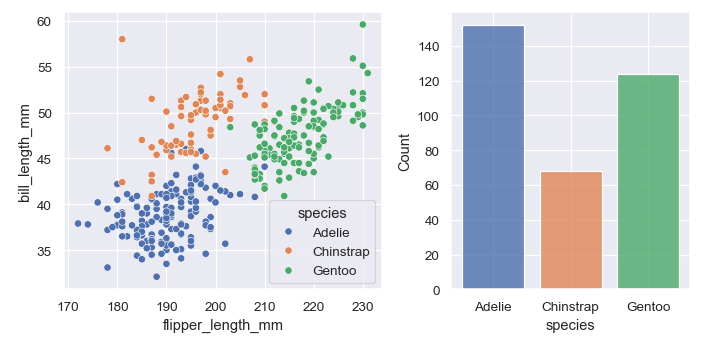 60
55
50
45
40
35
bill_length_mm
species
Adelie
Chinstrap
Gentoo
170 180 190 200 210 220 230
flipper_length_mm
140
120
100
80
60
40
20
0
Count
Adelie Chinstrap Gentoo
species